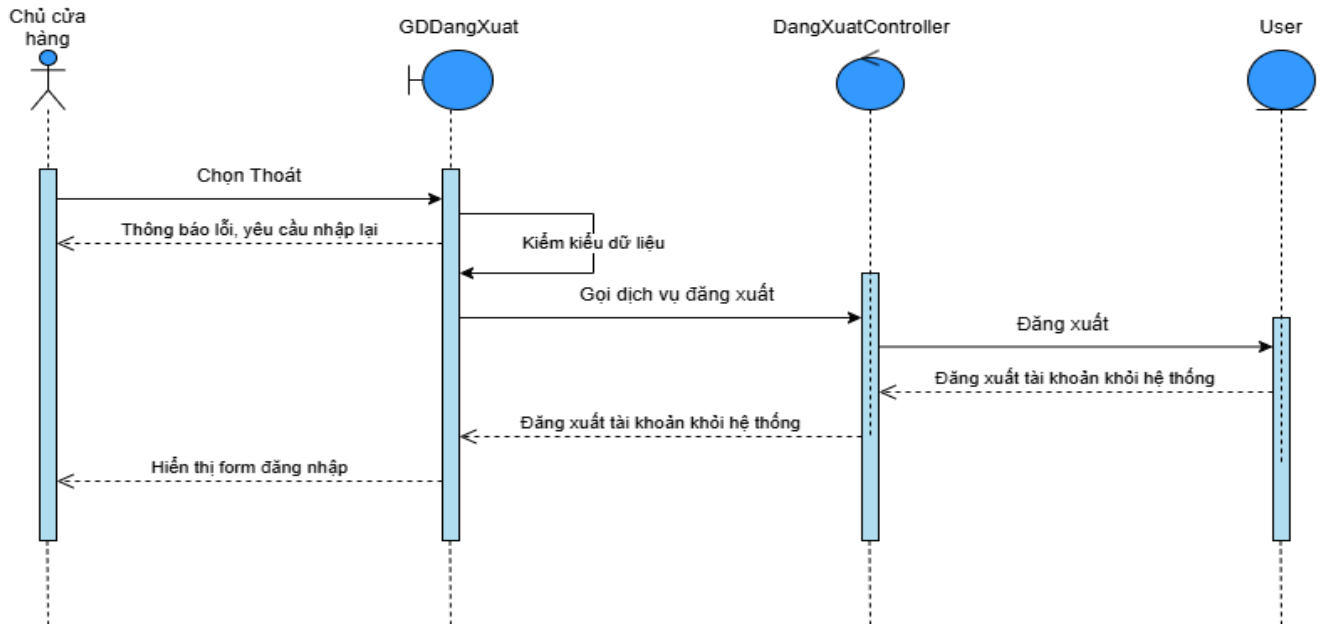 Chủ cửa
hàng
GDDangXuat
DangXuatController
User
Chọn Thoát
Thông báo lỗi, yêu cầu nhập lại
Kiểm kiểu dữ liệu
Gọi dịch vụ đăng xuất
Đăng xuất
Đăng xuất tài khoản khỏi hệ thống
Đăng xuất tài khoản khỏi hệ thống
Hiển thị form đăng nhập